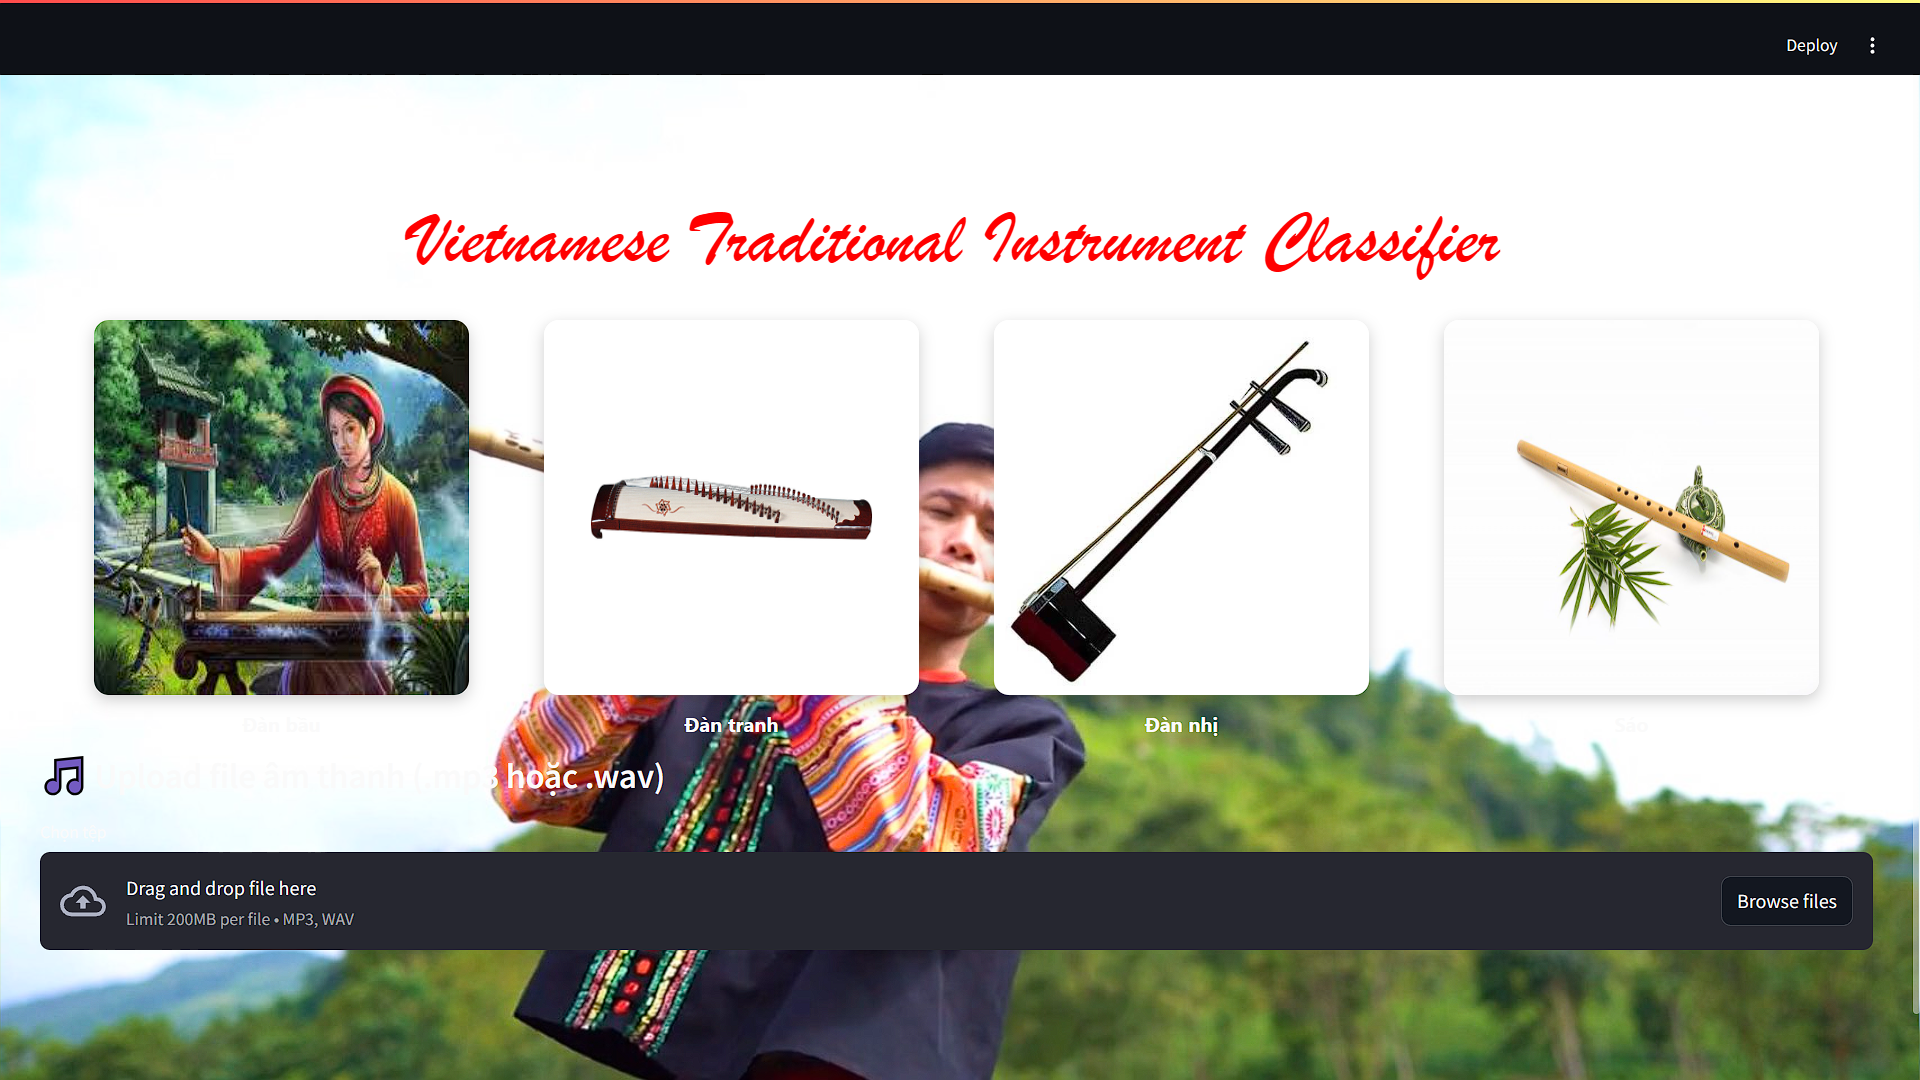 Deploy
Vietnamese Traditional Instrument Classifier
Đàn bầu
Đàn tranh
Đàn nhị
Sáo
Upload file âm thanh (.mp3 hoặc .wav)
Drag and drop file here
Limit 200MB per file • MP3, WAV
Browse files